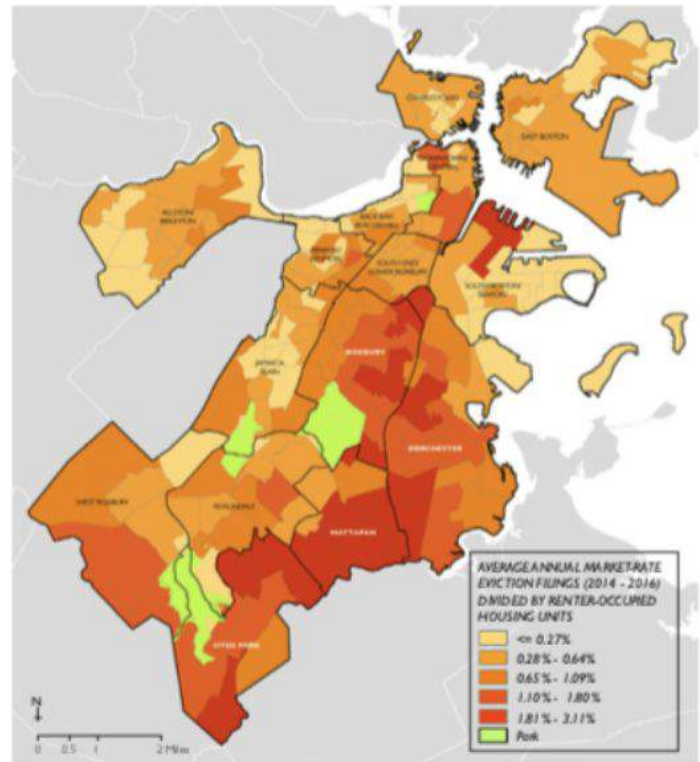 CHARLESTOWN
EAST BOSTON
DOWNTOWN/
CENTRAL
ALLSTON/
BRIGHTON
BACK BAY
BEACON HILL
SOUTH END/
LOWER ROXBURY
SOUTH BOSTON/
JAMAICA
PLAIN
ROXBURY
DORCHESTER
WEST ROXBURY
ROSLINDALE
MATTAPAN
HYDE PARK
AVERAGE ANNUAL MARKET-RATE
EVICTION FILINGS (2014 - 2016)
DIVIDED BY RENTER-OCCUPIED
HOUSING UNITS
<= 0.27%
0.28% - 0.64%
0.65% - 1.09%
1.10% - 1.80%
1.81% - 3.11%
Park
N
0 0.5 1 2 Miles